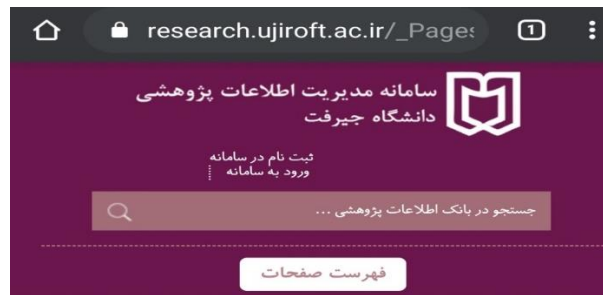 research.ujiroft.ac.ir/_Pages
1
سامانه مدیریت اطلاعات پژوهشی
دانشگاه جیرفت
ثبت نام در سامانه
ورود به سامانه
جستجو در بانک اطلاعات پژوهشی ...
فهرست صفحات